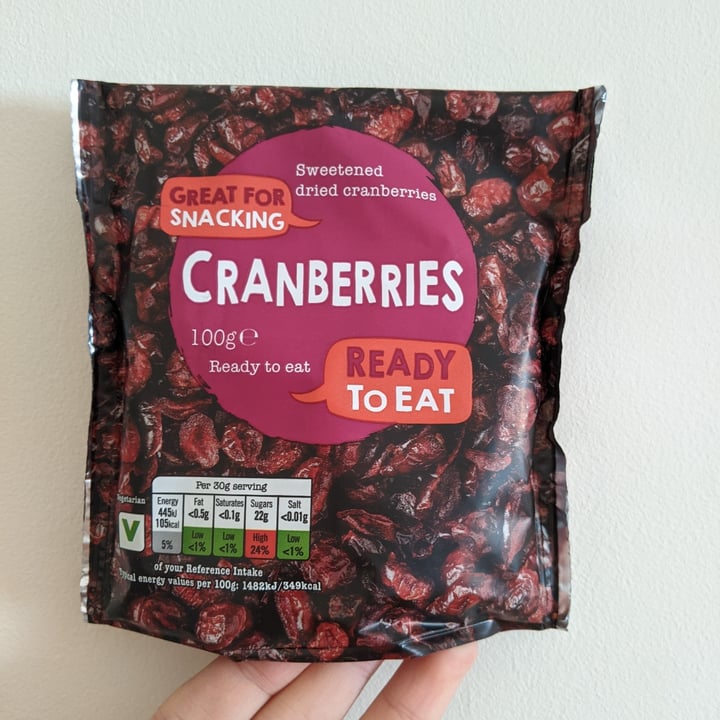 Sweetened
dried cranberries
GREAT FOR
SNACKING
CRANBERRIES
100g℮
Ready to eat
READY
TO EAT
Vegetarian
V
Per 30g serving
Energy Fat Saturates Sugars Salt
445kJ <0.5g <0.1g 22g <0.01g
105kcal
Low Low High Low
5% <1% <1% 24% <1%
of your Reference Intake
Typical energy values per 100g: 1482kJ/349kcal